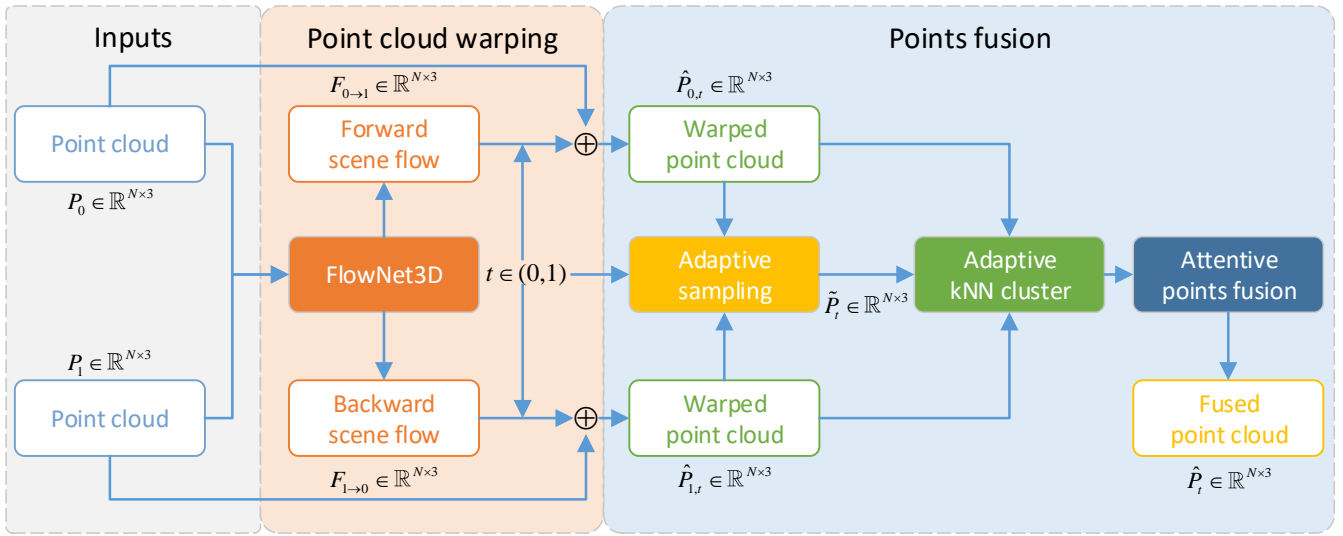 Inputs
Point cloud warping
Points fusion
F_{0→1} ∈ ℝ^{N×3}
P̂_{0,t} ∈ ℝ^{N×3}
Point cloud
Forward
scene flow
⊕
Warped
point cloud
P_0 ∈ ℝ^{N×3}
FlowNet3D
t ∈ (0,1)
Adaptive
sampling
P̃_t ∈ ℝ^{N×3}
Adaptive
kNN cluster
Attentive
points fusion
P_1 ∈ ℝ^{N×3}
Point cloud
Backward
scene flow
⊕
Warped
point cloud
Fused
point cloud
F_{1→0} ∈ ℝ^{N×3}
P̂_{1,t} ∈ ℝ^{N×3}
P̂_t ∈ ℝ^{N×3}